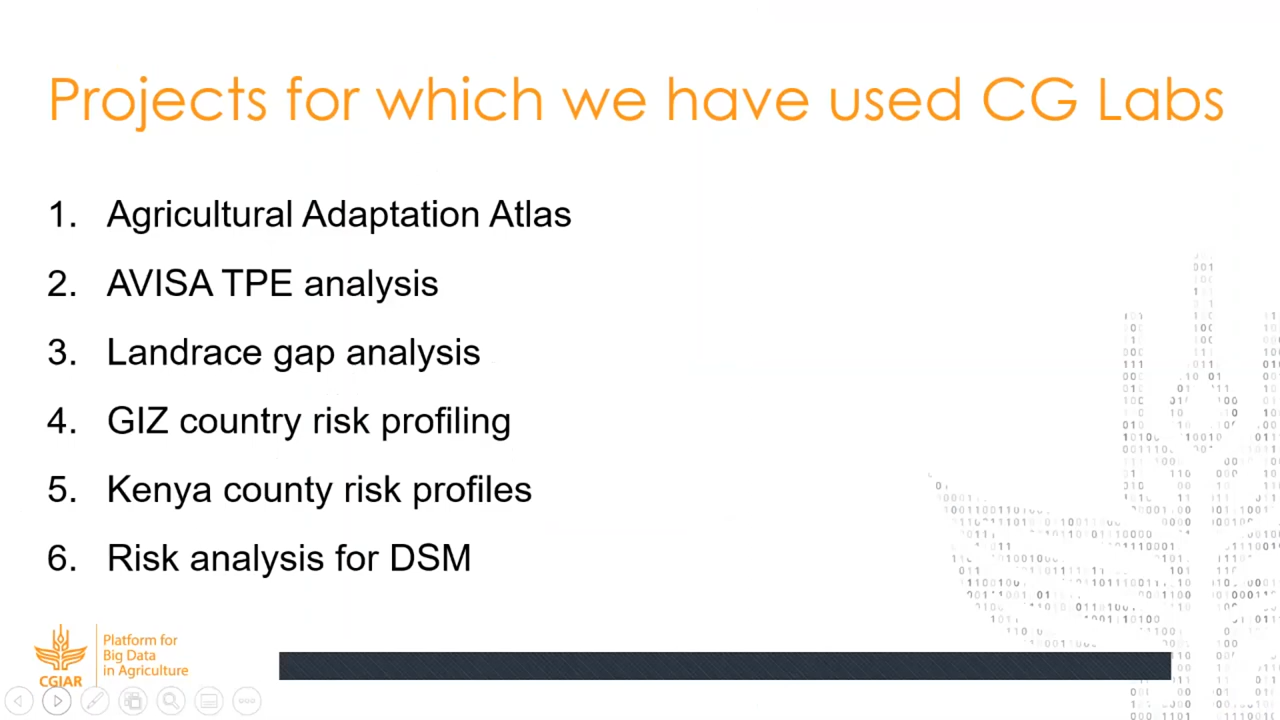 Projects for which we have used CG Labs
1. Agricultural Adaptation Atlas
2. AVISA TPE analysis
3. Landrace gap analysis
4. GIZ country risk profiling
5. Kenya county risk profiles
6. Risk analysis for DSM
CGIAR
Platform for
Big Data
in Agriculture